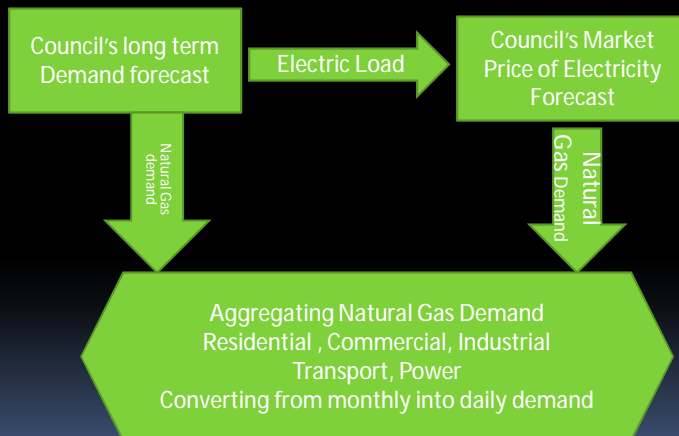 Council's long term
Demand forecast
Electric Load
Council's Market
Price of Electricity
Forecast
Natural Gas
demand
Natural
Gas Demand
Aggregating Natural Gas Demand
Residential , Commercial, Industrial
Transport, Power
Converting from monthly into daily demand